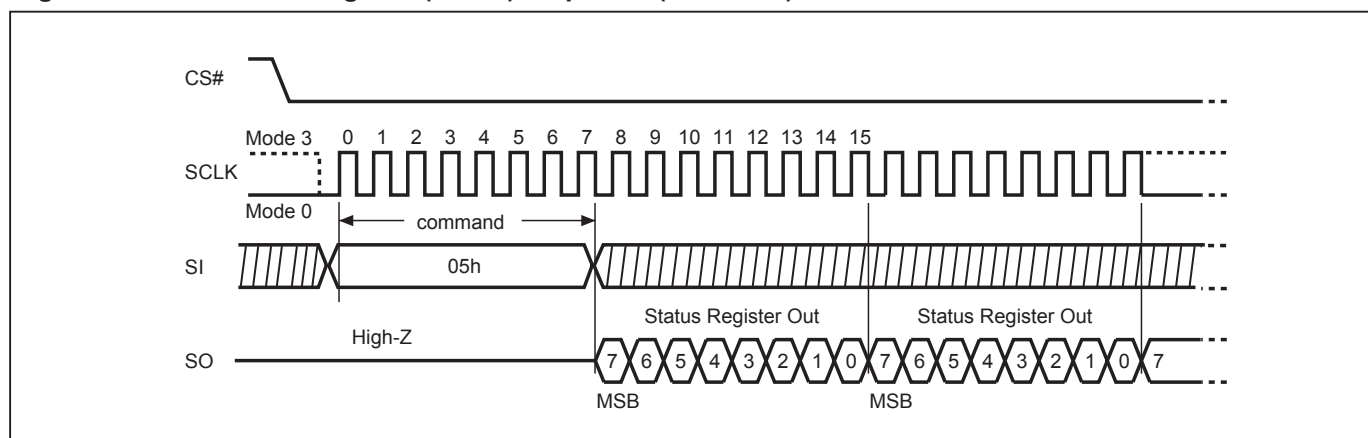 CS#
Mode 3 0 1 2 3 4 5 6 7 8 9 10 11 12 13 14 15
SCLK
Mode 0
command
SI 05h
Status Register Out Status Register Out
High-Z
SO 7 6 5 4 3 2 1 0 7 6 5 4 3 2 1 0 7
MSB MSB